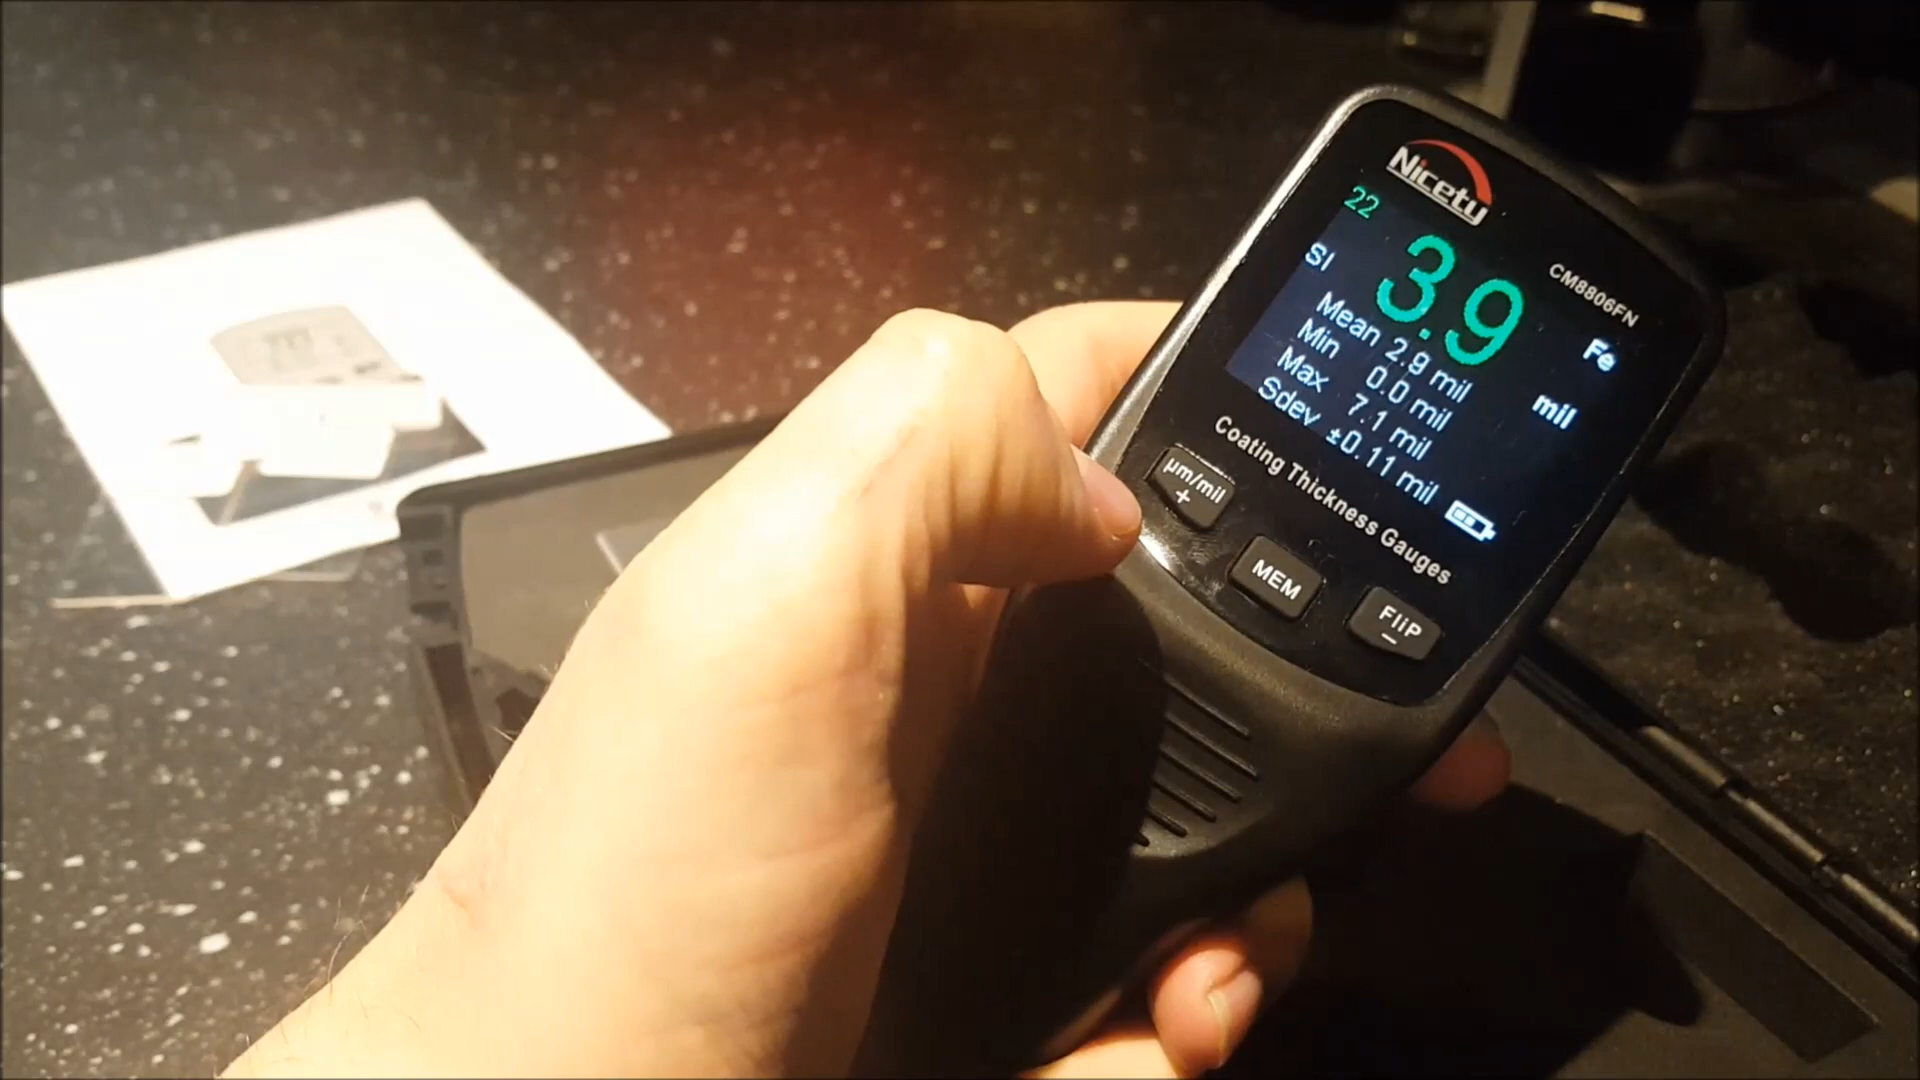 Nicety
22
CM8806FN
SI
3.9
Fe
Mean 2.9 mil
Min 0.0 mil
Max 7.1 mil
Sdev ±0.11 mil
mil
Coating Thickness Gauges
µm/mil
+
MEM
FliP
−